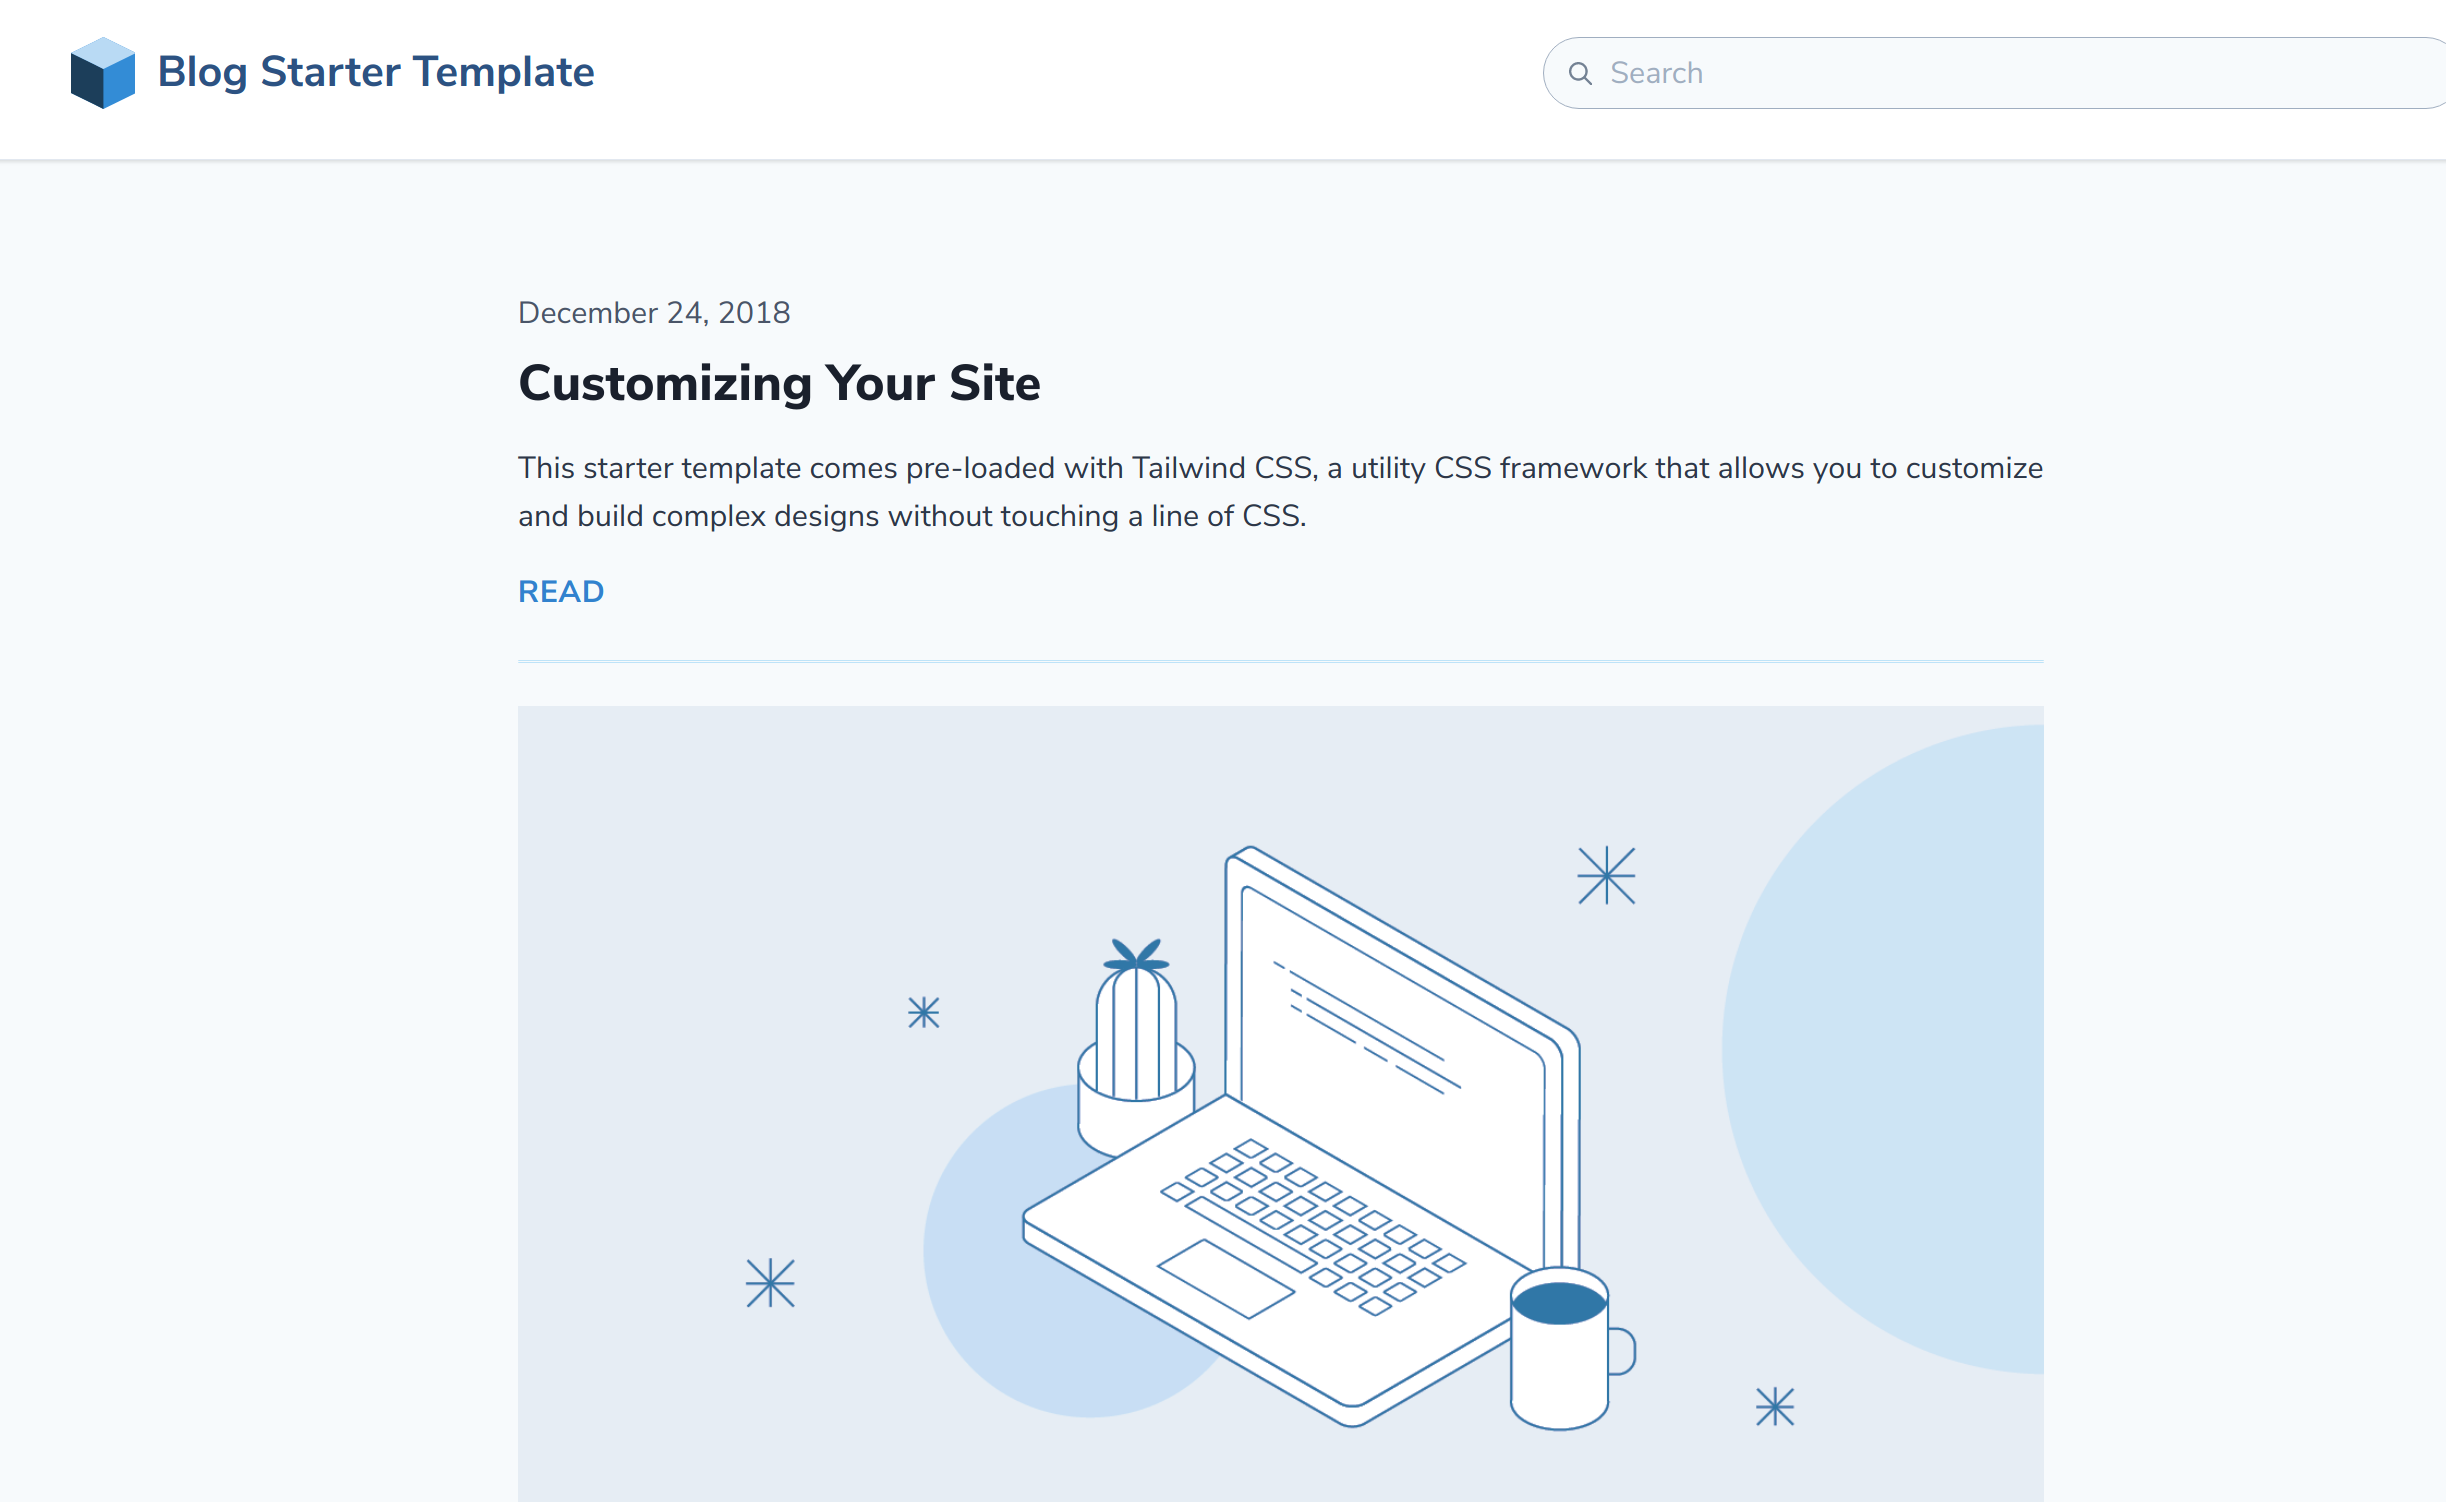 Blog Starter Template
Search
December 24, 2018
Customizing Your Site
This starter template comes pre-loaded with Tailwind CSS, a utility CSS framework that allows you to customize
and build complex designs without touching a line of CSS.
READ